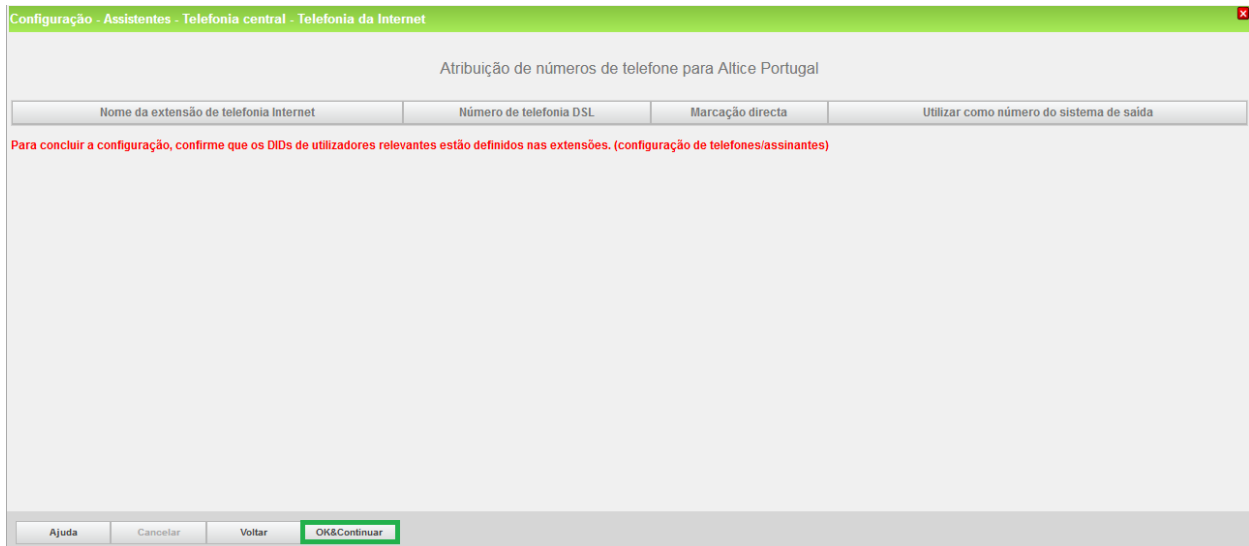 Configuração - Assistentes - Telefonia central - Telefonia da Internet
Atribuição de números de telefone para Altice Portugal
Nome da extensão de telefonia Internet Número de telefonia DSL Marcação directa Utilizar como número do sistema de saída
Para concluir a configuração, confirme que os DIDs de utilizadores relevantes estão definidos nas extensões. (configuração de telefones/assinantes)
Ajuda Cancelar Voltar OK&Continuar